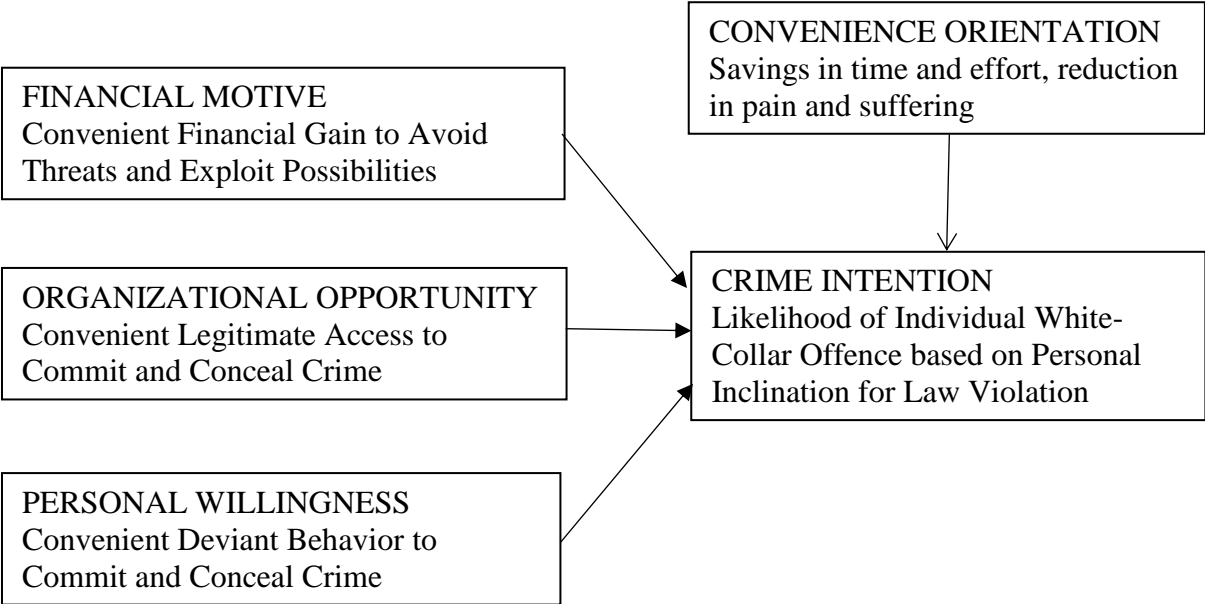 CONVENIENCE ORIENTATION
Savings in time and effort, reduction
in pain and suffering
FINANCIAL MOTIVE
Convenient Financial Gain to Avoid
Threats and Exploit Possibilities
ORGANIZATIONAL OPPORTUNITY
Convenient Legitimate Access to
Commit and Conceal Crime
CRIME INTENTION
Likelihood of Individual White-
Collar Offence based on Personal
Inclination for Law Violation
PERSONAL WILLINGNESS
Convenient Deviant Behavior to
Commit and Conceal Crime